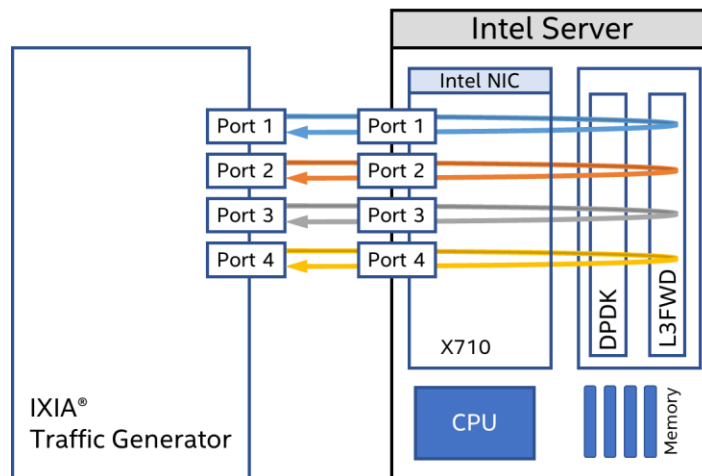 Intel Server
Intel NIC
Port 1
Port 1
Port 2
Port 2
Port 3
Port 3
Port 4
Port 4
DPDK
L3FWD
X710
IXIA®
Traffic Generator
CPU
Memory